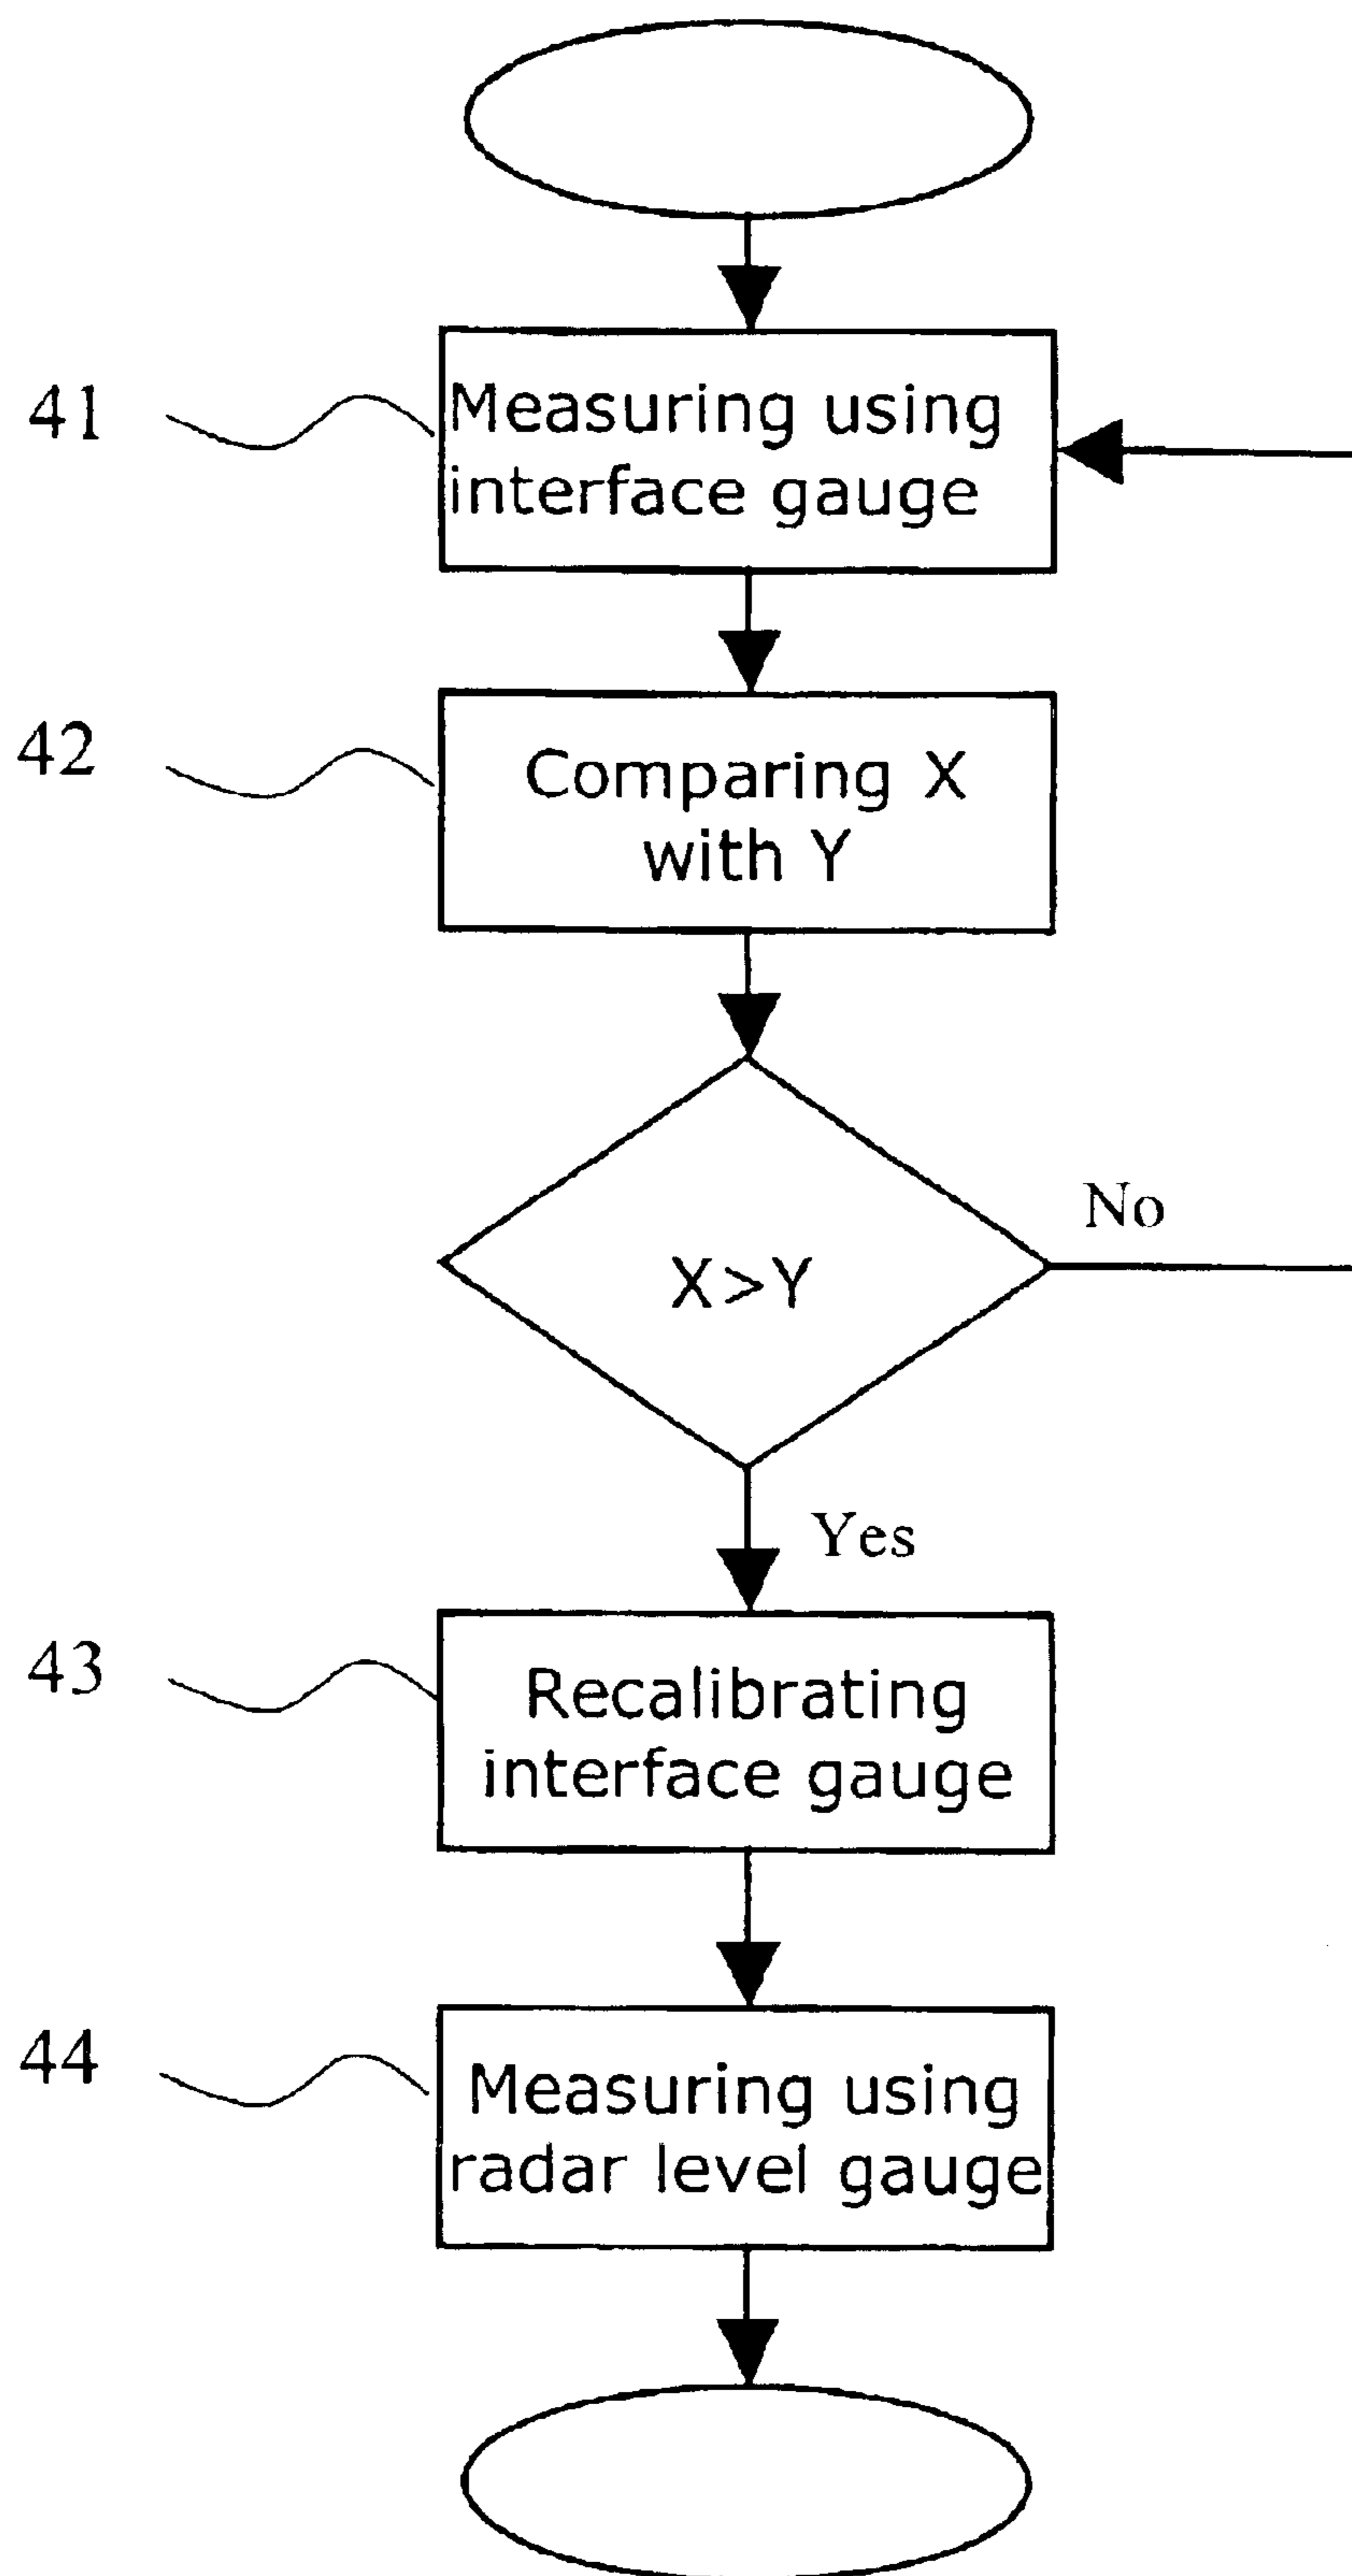 41
Measuring using
interface gauge
42
Comparing X
with Y
No
X>Y
Yes
43
Recalibrating
interface gauge
44
Measuring using
radar level gauge